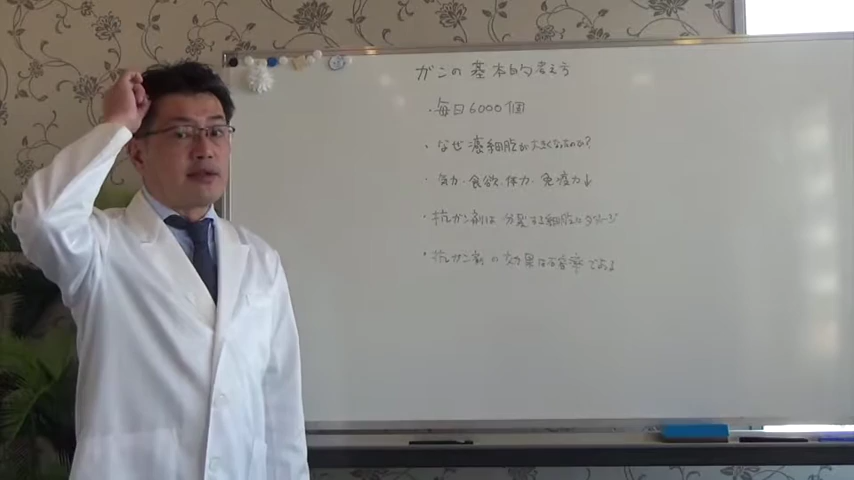 ガンの基本的考え方
・毎日6000個
・なぜ癌細胞が大きくなるのか?
・気力、食欲、体力、免疫力↓
・抗ガン剤は分裂する細胞にダメージ
・抗ガン剤の効果は確率である